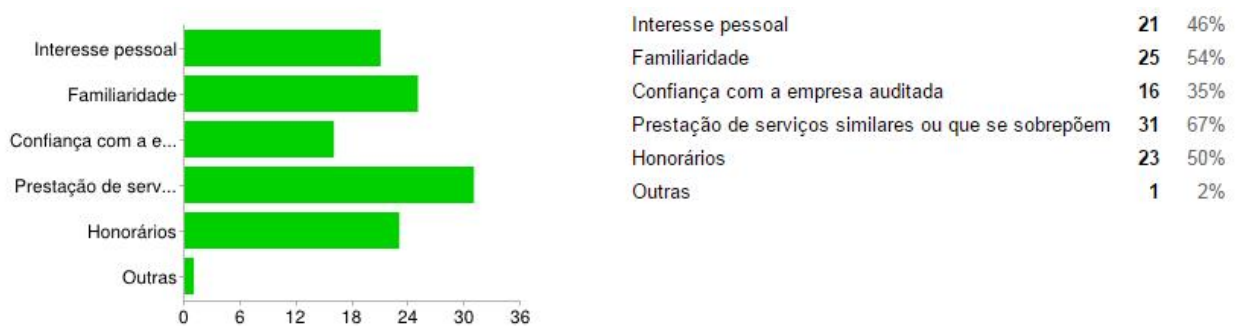 Interesse pessoal
Familiaridade
Confiança com a e...
Prestação de serv...
Honorários
Outras
0 6 12 18 24 30 36
Interesse pessoal 21 46%
Familiaridade 25 54%
Confiança com a empresa auditada 16 35%
Prestação de serviços similares ou que se sobrepõem 31 67%
Honorários 23 50%
Outras 1 2%